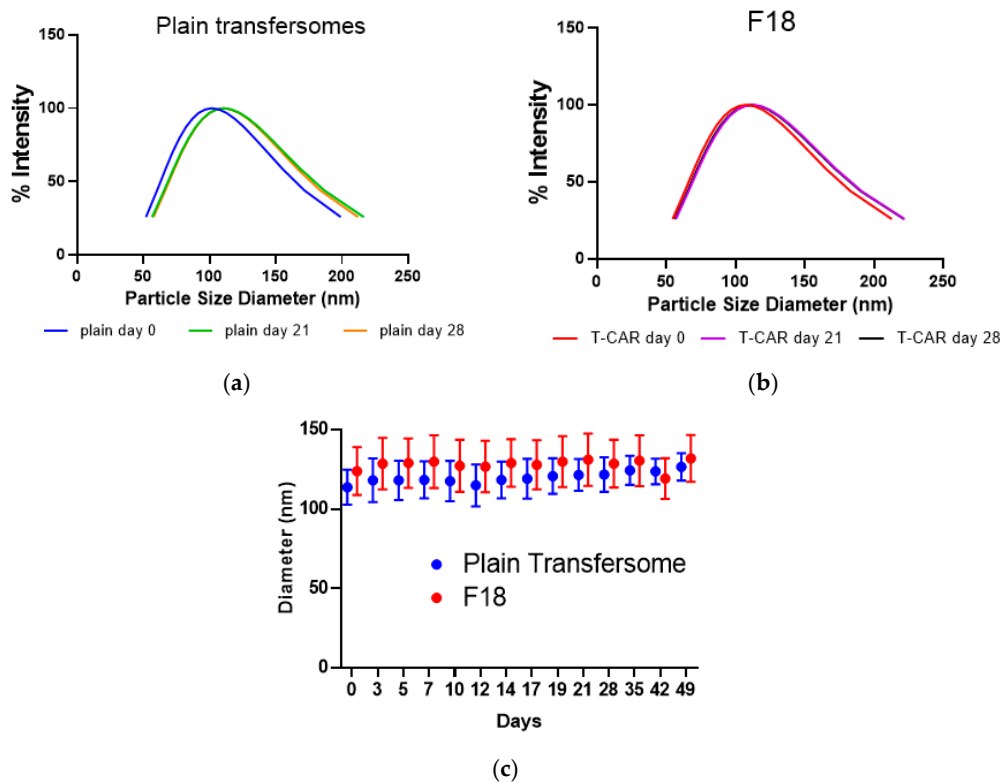 Plain transfersomes
150
100
50
0
% Intensity
0 50 100 150 200 250
Particle Size Diameter (nm)
plain day 0 plain day 21 plain day 28
(a)
F18
150
100
50
0
% Intensity
0 50 100 150 200 250
Particle Size Diameter (nm)
T-CAR day 0 T-CAR day 21 T-CAR day 28
(b)
150
100
50
0
Diameter (nm)
Plain Transfersome
F18
0 3 5 7 10 12 14 17 19 21 28 35 42 49
Days
(c)